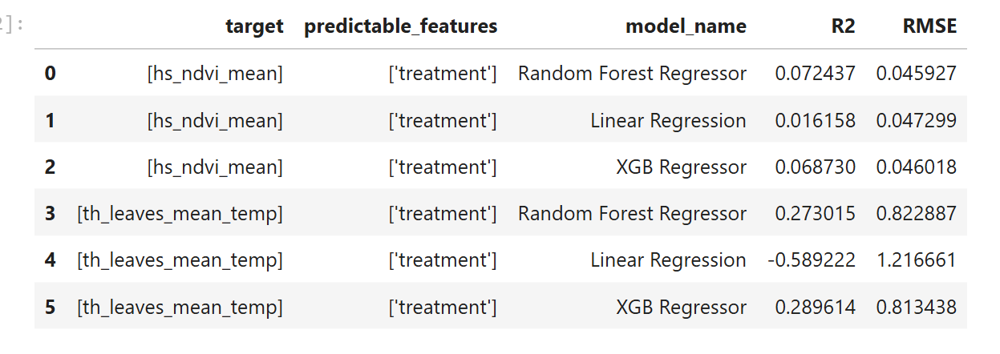 2]:
target predictable_features model_name R2 RMSE
0 [hs_ndvi_mean] ['treatment'] Random Forest Regressor 0.072437 0.045927
1 [hs_ndvi_mean] ['treatment'] Linear Regression 0.016158 0.047299
2 [hs_ndvi_mean] ['treatment'] XGB Regressor 0.068730 0.046018
3 [th_leaves_mean_temp] ['treatment'] Random Forest Regressor 0.273015 0.822887
4 [th_leaves_mean_temp] ['treatment'] Linear Regression -0.589222 1.216661
5 [th_leaves_mean_temp] ['treatment'] XGB Regressor 0.289614 0.813438